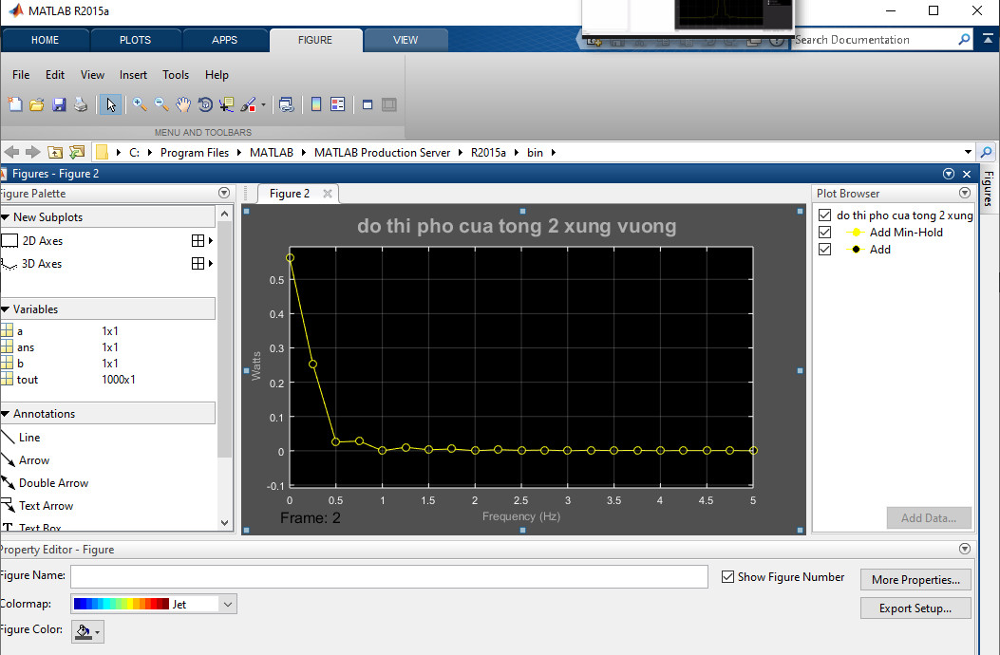 MATLAB R2015a
HOME PLOTS APPS FIGURE VIEW
Search Documentation
File Edit View Insert Tools Help
MENU AND TOOLBARS
C: Program Files MATLAB MATLAB Production Server R2015a bin
Figures - Figure 2
Figures
Figure Palette
New Subplots
2D Axes
3D Axes
Variables
a 1x1
ans 1x1
b 1x1
tout 1000x1
Annotations
Line
Arrow
Double Arrow
Text Arrow
Text Box
Figure 2
do thi pho cua tong 2 xung vuong
Watts
0.5
0.4
0.3
0.2
0.1
0
-0.1
0 0.5 1 1.5 2 2.5 3 3.5 4 4.5 5
Frame: 2
Frequency (Hz)
Plot Browser
do thi pho cua tong 2 xung
Add Min-Hold
Add
Add Data...
Property Editor - Figure
Figure Name:
Show Figure Number
More Properties...
Colormap: Jet
Export Setup...
Figure Color: